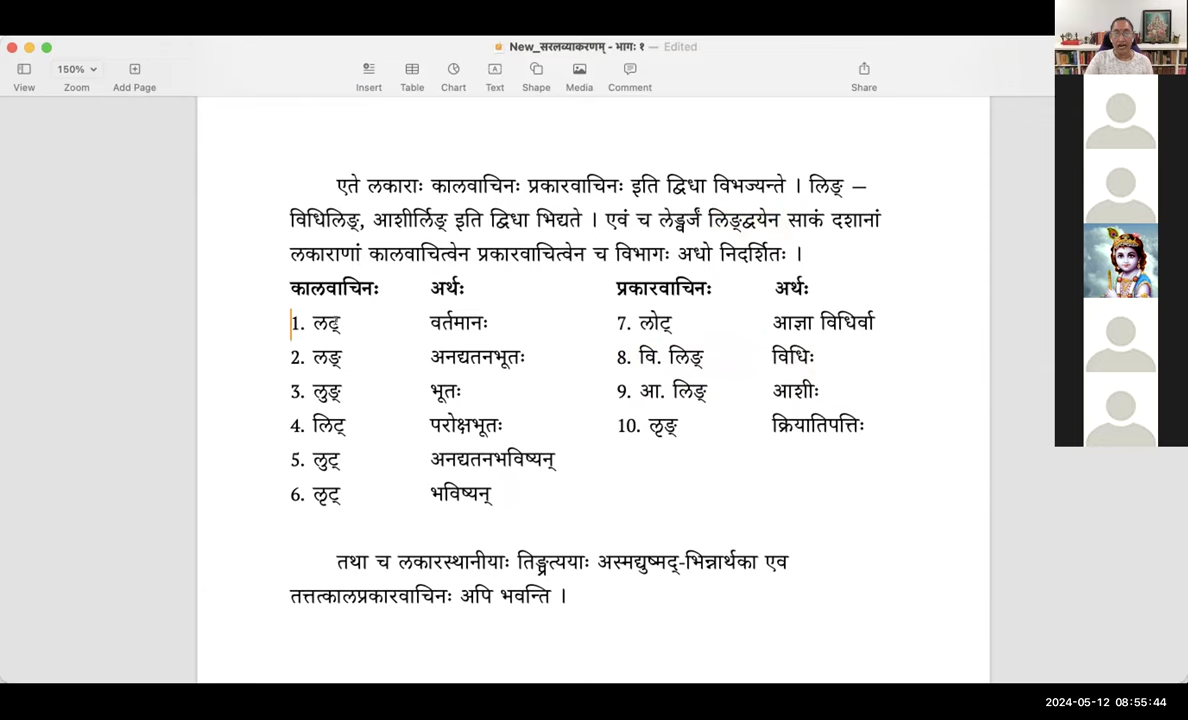 New_सरलव्याकरणम् - भागः १ — Edited
150%
View Zoom Add Page Insert Table Chart Text Shape Media Comment Share
एते लकाराः कालवाचिनः प्रकारवाचिनः इति द्विधा विभज्यन्ते । लिङ् –
विधिलिङ्, आशीर्लिङ् इति द्विधा भिद्यते । एवं च लेड्वर्जं लिङ्द्वयेन साकं दशानां
लकाराणां कालवाचित्वेन प्रकारवाचित्वेन च विभागः अधो निदर्शितः ।
कालवाचिनः अर्थः प्रकारवाचिनः अर्थः
1. लट् वर्तमानः 7. लोट् आज्ञा विधिर्वा
2. लङ् अनद्यतनभूतः 8. वि. लिङ् विधिः
3. लुङ् भूतः 9. आ. लिङ् आशीः
4. लिट् परोक्षभूतः 10. लृङ् क्रियातिपत्तिः
5. लुट् अनद्यतनभविष्यन्
6. लृट् भविष्यन्
तथा च लकारस्थानीयाः तिङ्प्रत्ययाः अस्मद्युष्मद्-भिन्नार्थका एव
तत्तत्कालप्रकारवाचिनः अपि भवन्ति ।
2024-05-12 08:55:44